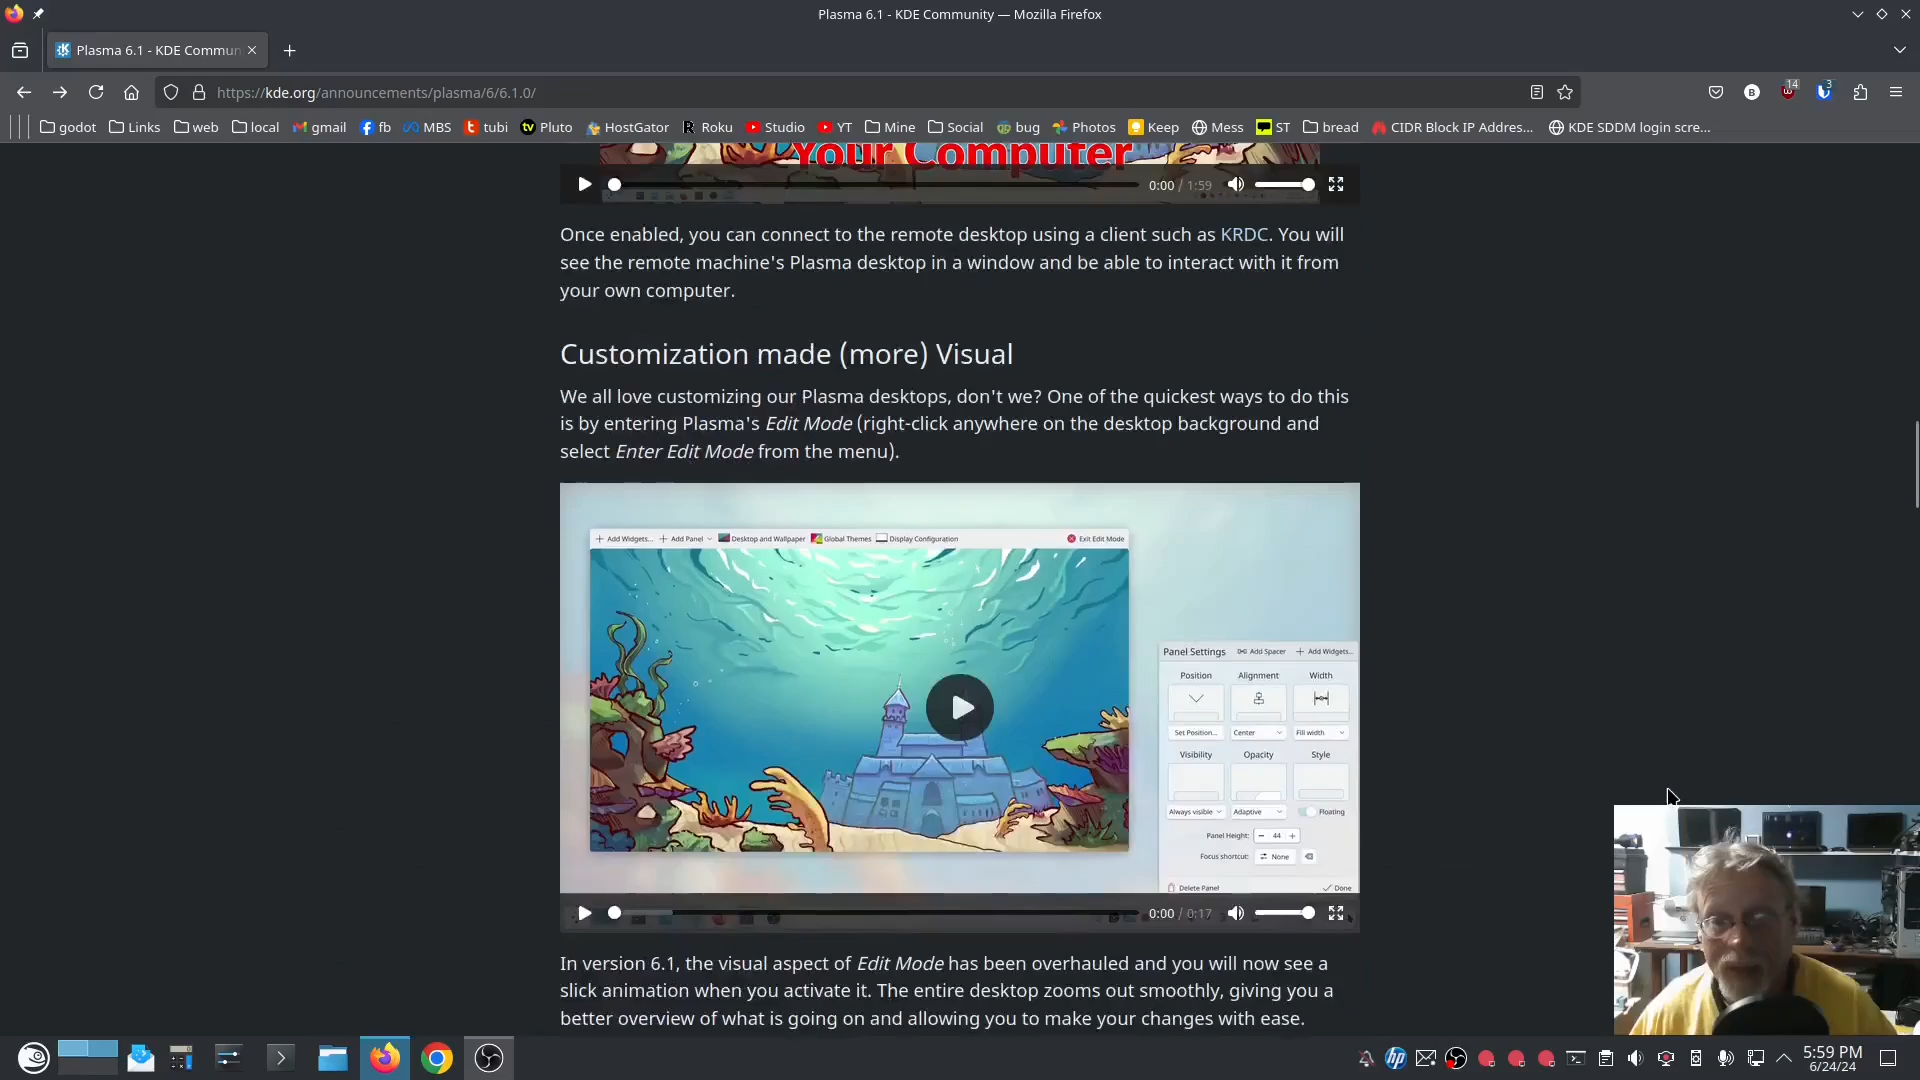 Plasma 6.1 - KDE Community — Mozilla Firefox
Plasma 6.1 - KDE Commun
https://kde.org/announcements/plasma/6/6.1.0/
B
14
3
godot
Links
web
local
gmail
fb
MBS
tubi
Pluto
HostGator
Roku
Studio
YT
Mine
Social
bug
Photos
Keep
Mess
ST
bread
CIDR Block IP Addres...
KDE SDDM login scre...
Your Computer
0:00 / 1:59
Once enabled, you can connect to the remote desktop using a client such as KRDC. You will
see the remote machine's Plasma desktop in a window and be able to interact with it from
your own computer.
Customization made (more) Visual
We all love customizing our Plasma desktops, don't we? One of the quickest ways to do this
is by entering Plasma's Edit Mode (right-click anywhere on the desktop background and
select Enter Edit Mode from the menu).
Add Widgets...
Add Panel
Desktop and Wallpaper
Global Themes
Display Configuration
Exit Edit Mode
Panel Settings
Add Spacer
Add Widgets...
Position
Alignment
Width
Set Position...
Center
Fill width
Visibility
Opacity
Style
Always visible
Adaptive
Floating
Panel Height:
44
Focus shortcut:
None
Delete Panel
Done
0:00 / 0:17
In version 6.1, the visual aspect of Edit Mode has been overhauled and you will now see a
slick animation when you activate it. The entire desktop zooms out smoothly, giving you a
better overview of what is going on and allowing you to make your changes with ease.
hp
5:59 PM
6/24/24